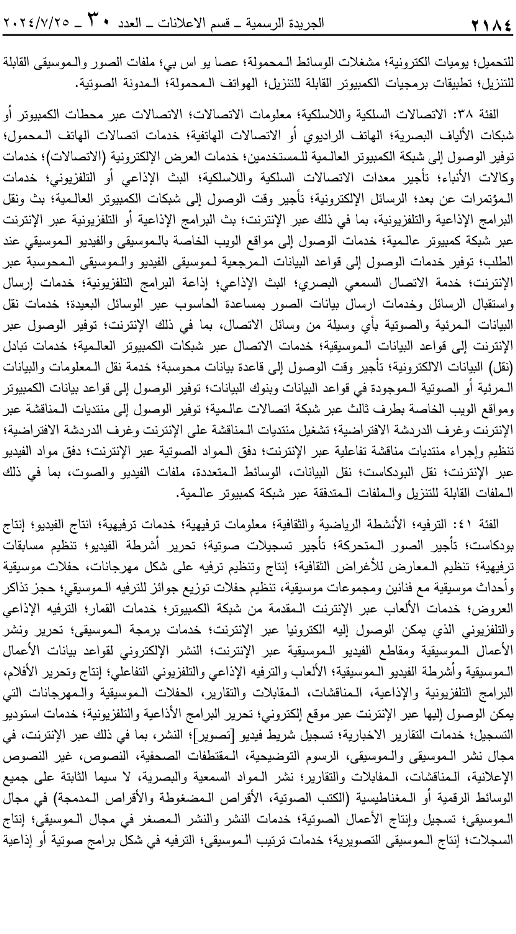 ٢١٨٤ الجريدة الرسمية ـ قسم الاعلانات ـ العدد ٣٠ ـ ٢٠٢٤/٧/٢٥
للتحميل؛ يوميات الكترونية؛ مشغلات الوسائط المحمولة؛ عصا يو اس بي؛ ملفات الصور والموسيقى القابلة
للتنزيل؛ تطبيقات برمجيات الكمبيوتر القابلة للتنزيل؛ الهواتف المحمولة؛ المدونة الصوتية.
الفئة ٣٨: الاتصالات السلكية واللاسلكية؛ معلومات الاتصالات؛ الاتصالات عبر محطات الكمبيوتر أو
شبكات الألياف البصرية؛ الهاتف الراديوي أو الاتصالات الهاتفية؛ خدمات اتصالات الهاتف المحمول؛
توفير الوصول إلى شبكة الكمبيوتر العالمية للمستخدمين؛ خدمات العرض الإلكترونية (الاتصالات)؛ خدمات
وكالات الأنباء؛ تأجير معدات الاتصالات السلكية واللاسلكية؛ البث الإذاعي أو التلفزيوني؛ خدمات
المؤتمرات عن بعد؛ الرسائل الإلكترونية؛ تأجير وقت الوصول إلى شبكات الكمبيوتر العالمية؛ بث ونقل
البرامج الإذاعية والتلفزيونية، بما في ذلك عبر الإنترنت؛ بث البرامج الإذاعية أو التلفزيونية عبر الإنترنت
عبر شبكة كمبيوتر عالمية؛ خدمات الوصول إلى مواقع الويب الخاصة بالموسيقى والفيديو الموسيقي عند
الطلب؛ توفير خدمات الوصول إلى قواعد البيانات المرجعية لموسيقى الفيديو والموسيقى المحوسبة عبر
الإنترنت؛ خدمة الاتصال السمعي البصري؛ البث الإذاعي؛ إذاعة البرامج التلفزيونية؛ خدمات إرسال
واستقبال الرسائل وخدمات ارسال بيانات الصور بمساعدة الحاسوب عبر الوسائل البعيدة؛ خدمات نقل
البيانات المرئية والصوتية بأي وسيلة من وسائل الاتصال، بما في ذلك الإنترنت؛ توفير الوصول عبر
الإنترنت إلى قواعد البيانات الموسيقية؛ خدمات الاتصال عبر شبكات الكمبيوتر العالمية؛ خدمات تبادل
(نقل) البيانات الالكترونية؛ تأجير وقت الوصول إلى قاعدة بيانات محوسبة؛ خدمة نقل المعلومات والبيانات
المرئية أو الصوتية الموجودة في قواعد البيانات وبنوك البيانات؛ توفير الوصول إلى قواعد بيانات الكمبيوتر
ومواقع الويب الخاصة بطرف ثالث عبر شبكة اتصالات عالمية؛ توفير الوصول إلى منتديات المناقشة عبر
الإنترنت وغرف الدردشة الافتراضية؛ تشغيل منتديات المناقشة على الإنترنت وغرف الدردشة الافتراضية؛
تنظيم وإجراء منتديات مناقشة تفاعلية عبر الإنترنت؛ دفق المواد الصوتية عبر الإنترنت؛ دفق مواد الفيديو
عبر الإنترنت؛ نقل البودكاست؛ نقل البيانات، الوسائط المتعددة، ملفات الفيديو والصوت، بما في ذلك
الملفات القابلة للتنزيل والملفات المتدفقة عبر شبكة كمبيوتر عالمية.
الفئة ٤١: الترفيه؛ الأنشطة الرياضية والثقافية؛ معلومات ترفيهية؛ خدمات ترفيهية؛ انتاج الفيديو؛ إنتاج
بودكاست؛ تأجير الصور المتحركة؛ تأجير تسجيلات صوتية؛ تحرير أشرطة الفيديو؛ تنظيم مسابقات
ترفيهية؛ تنظيم المعارض للأغراض الثقافية؛ إنتاج وتنظيم ترفيه على شكل مهرجانات، حفلات موسيقية
وأحداث موسيقية مع فنانين ومجموعات موسيقية، تنظيم حفلات توزيع جوائز للترفيه الموسيقي؛ حجز تذاكر
العروض؛ خدمات الألعاب عبر الإنترنت المقدمة من شبكة الكمبيوتر؛ خدمات القمار؛ الترفيه الإذاعي
والتلفزيوني الذي يمكن الوصول إليه الكترونيا عبر الإنترنت؛ خدمات برمجة الموسيقى؛ تحرير ونشر
الأعمال الموسيقية ومقاطع الفيديو الموسيقية عبر الإنترنت؛ النشر الإلكتروني لقواعد بيانات الأعمال
الموسيقية وأشرطة الفيديو الموسيقية؛ الألعاب والترفيه الإذاعي والتلفزيوني التفاعلي؛ إنتاج وتحرير الأفلام،
البرامج التلفزيونية والإذاعية، المناقشات، المقابلات والتقارير، الحفلات الموسيقية والمهرجانات التي
يمكن الوصول إليها عبر الإنترنت عبر موقع إلكتروني؛ تحرير البرامج الأذاعية والتلفزيونية؛ خدمات استوديو
التسجيل؛ خدمات التقارير الاخبارية؛ تسجيل شريط فيديو [تصوير]؛ النشر، بما في ذلك عبر الإنترنت، في
مجال نشر الموسيقى والموسيقى، الرسوم التوضيحية، المقتطفات الصحفية، النصوص، غير النصوص
الإعلانية، المناقشات، المقابلات والتقارير؛ نشر المواد السمعية والبصرية، لا سيما الثابتة على جميع
الوسائط الرقمية أو المغناطيسية (الكتب الصوتية، الأقراص المضغوطة والأقراص المدمجة) في مجال
الموسيقى؛ تسجيل وإنتاج الأعمال الصوتية؛ خدمات النشر والنشر المصغر في مجال الموسيقى؛ إنتاج
السجلات؛ إنتاج الموسيقى التصويرية؛ خدمات ترتيب الموسيقى؛ الترفيه في شكل برامج صوتية أو إذاعية